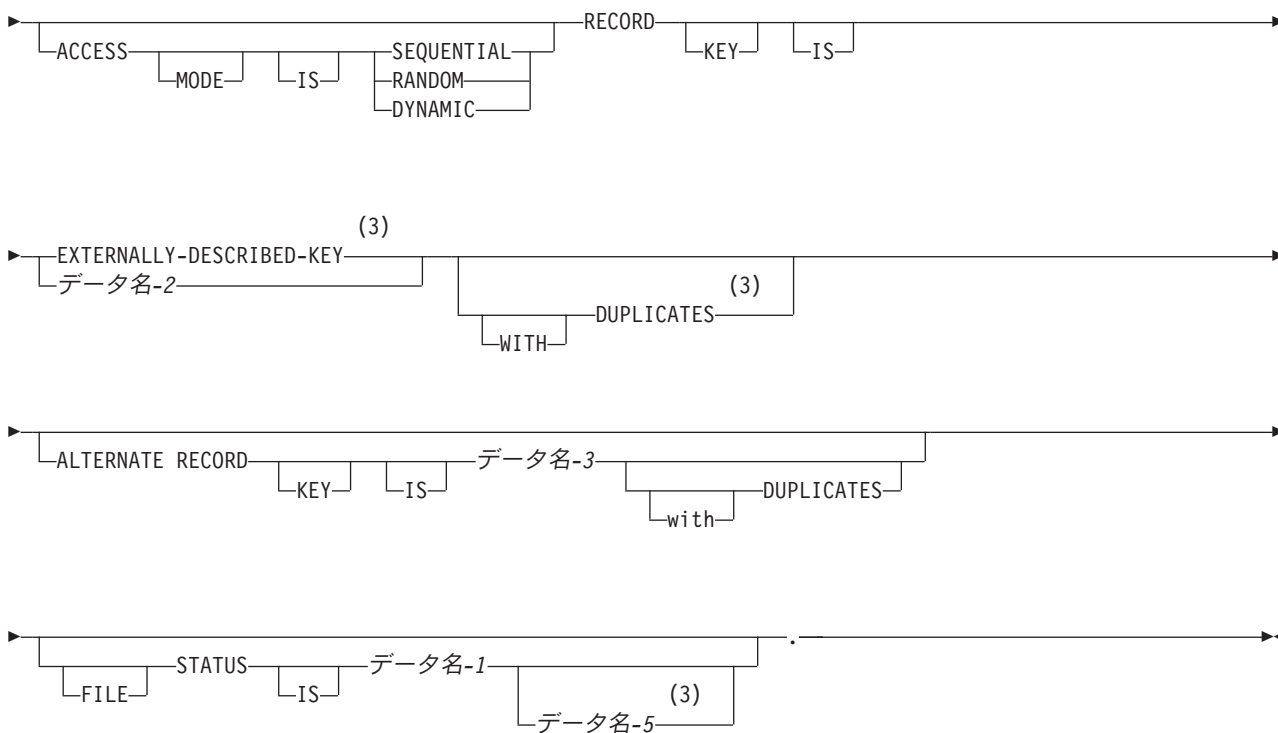 RECORD
ACCESS SEQUENTIAL KEY IS
MODE IS RANDOM
DYNAMIC
(3)
EXTERNALLY-DESCRIBED-KEY
データ名-2 (3)
DUPLICATES
WITH
ALTERNATE RECORD データ名-3
KEY IS DUPLICATES
with
.
STATUS データ名-1
FILE IS (3)
データ名-5